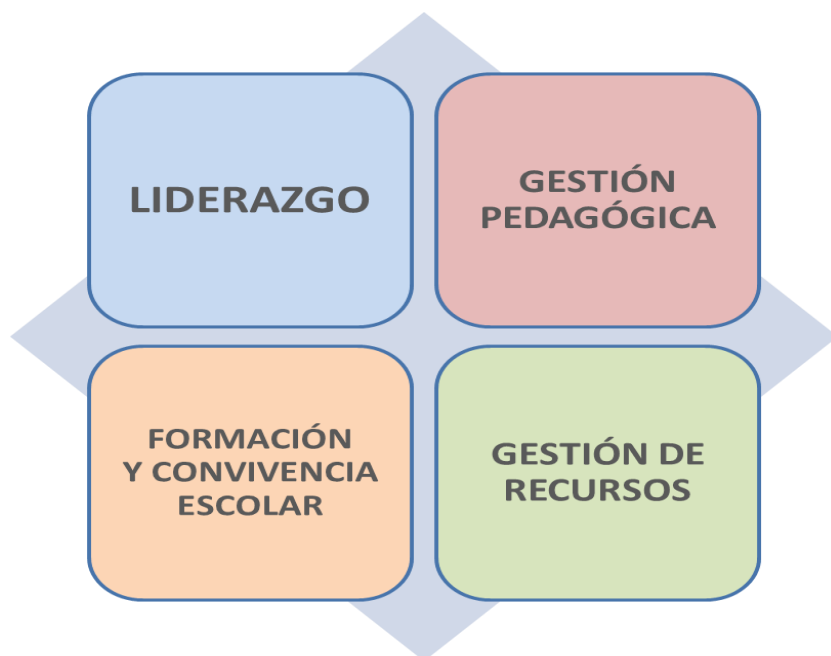 LIDERAZGO
GESTIÓN
PEDAGÓGICA
FORMACIÓN
Y CONVIVENCIA
ESCOLAR
GESTIÓN DE
RECURSOS